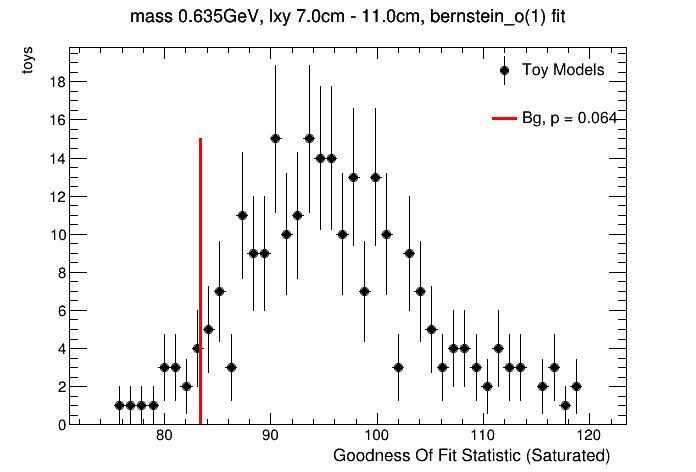 mass 0.635GeV, lxy 7.0cm - 11.0cm, bernstein_o(1) fit
toys
Toy Models
Bg, p = 0.064
18
16
14
12
10
8
6
4
2
0
80 90 100 110 120
Goodness Of Fit Statistic (Saturated)